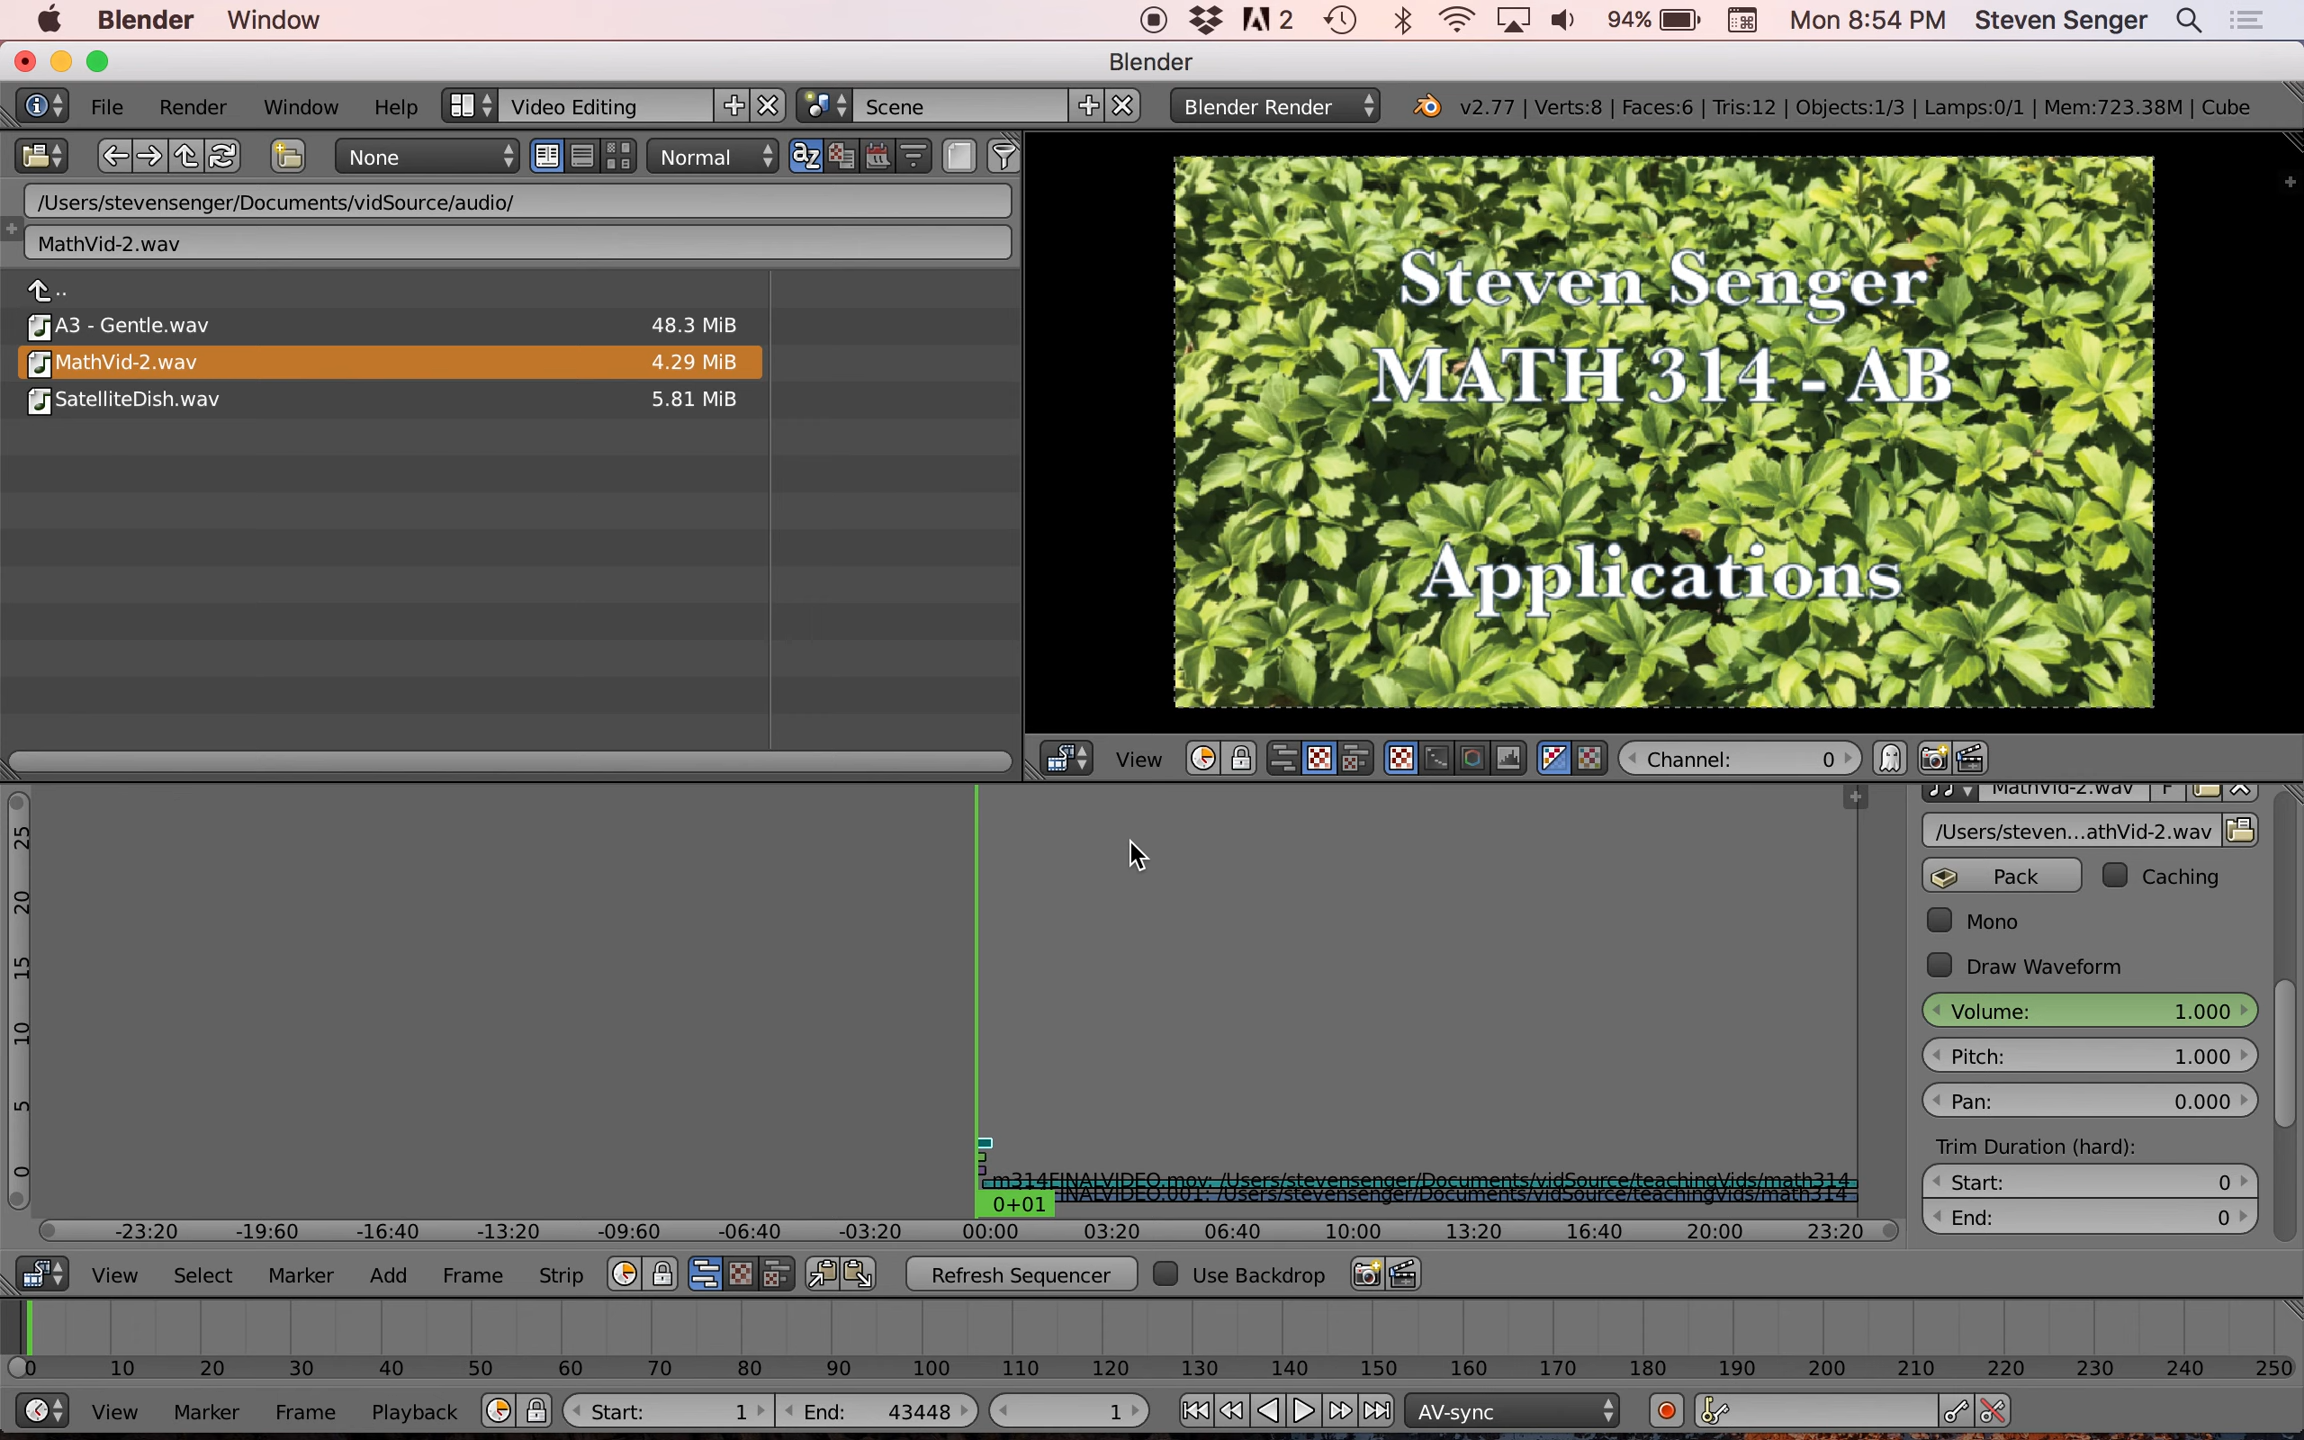 Blender Window 2 94% Mon 8:54 PM Steven Senger
Blender
File Render Window Help Video Editing Scene Blender Render v2.77 | Verts:8 | Faces:6 | Tris:12 | Objects:1/3 | Lamps:0/1 | Mem:723.38M | Cube
None Normal
/Users/stevensenger/Documents/vidSource/audio/
MathVid-2.wav
..
A3 - Gentle.wav 48.3 MiB
MathVid-2.wav 4.29 MiB
SatelliteDish.wav 5.81 MiB
Steven Senger
MATH 314 - AB
Applications
View Channel: 0
MathVid-2.wav F
/Users/steven...athVid-2.wav
Pack Caching
Mono
Draw Waveform
Volume: 1.000
Pitch: 1.000
Pan: 0.000
Trim Duration (hard):
Start: 0
End: 0
25
20
15
10
5
0
m314FINALVIDEO.mov: /Users/stevensenger/Documents/vidSource/teachingVids/math314
INALVIDEO.001: /Users/stevensenger/Documents/vidSource/teachingVids/math314
0+01
-23:20 -19:60 -16:40 -13:20 -09:60 -06:40 -03:20 00:00 03:20 06:40 10:00 13:20 16:40 20:00 23:20
View Select Marker Add Frame Strip Refresh Sequencer Use Backdrop
0 10 20 30 40 50 60 70 80 90 100 110 120 130 140 150 160 170 180 190 200 210 220 230 240 250
View Marker Frame Playback Start: 1 End: 43448 1 AV-sync